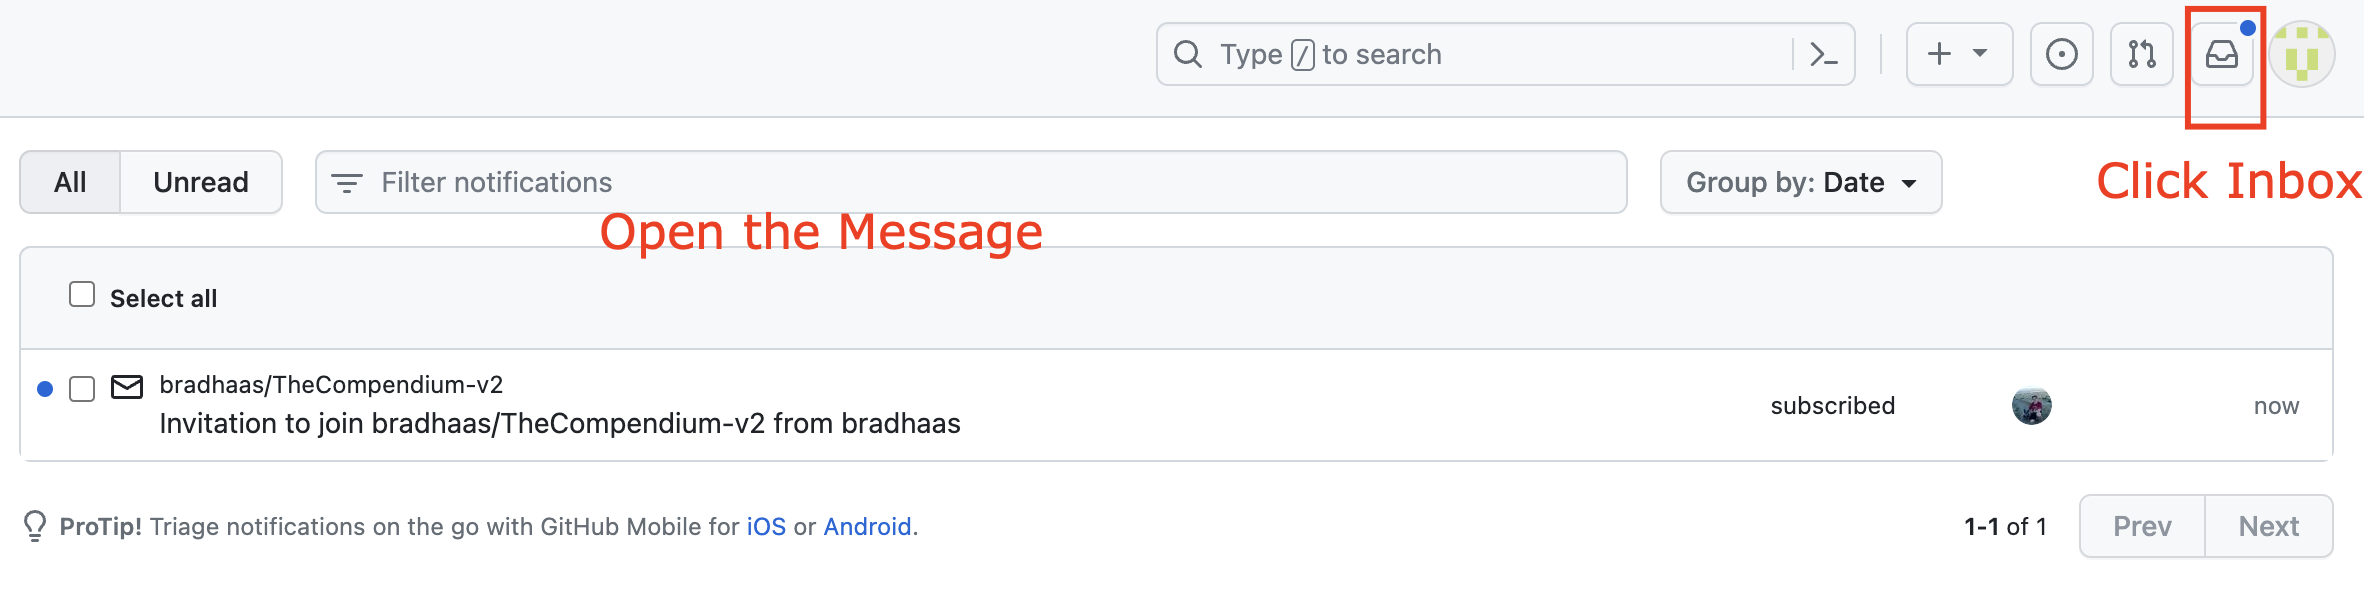 Type / to search
All
Unread
Filter notifications
Group by: Date
Click Inbox
Open the Message
Select all
bradhaas/TheCompendium-v2
Invitation to join bradhaas/TheCompendium-v2 from bradhaas
subscribed
now
ProTip! Triage notifications on the go with GitHub Mobile for iOS or Android.
1-1 of 1
Prev
Next